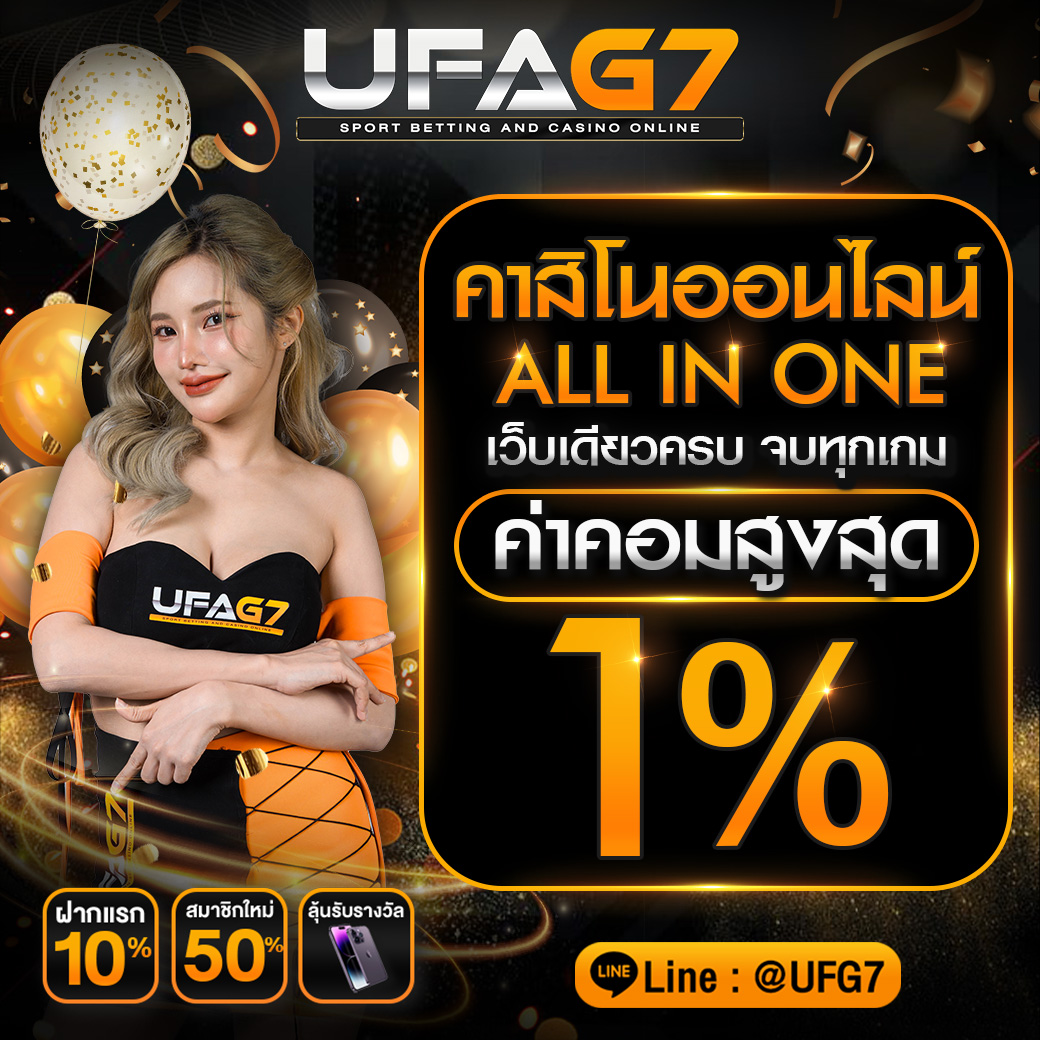 UFAG7
SPORT BETTING AND CASINO ONLINE
คาสิโนออนไลน์
ALL IN ONE
เว็บเดียวครบ จบทุกเกม
ค่าคอมสูงสุด
1%
UFAG7
SPORT BETTING AND CASINO ONLINE
UFAG7
ฝากแรก
10%
สมาชิกใหม่
50%
ลุ้นรับรางวัล
LINE Line : @UFG7